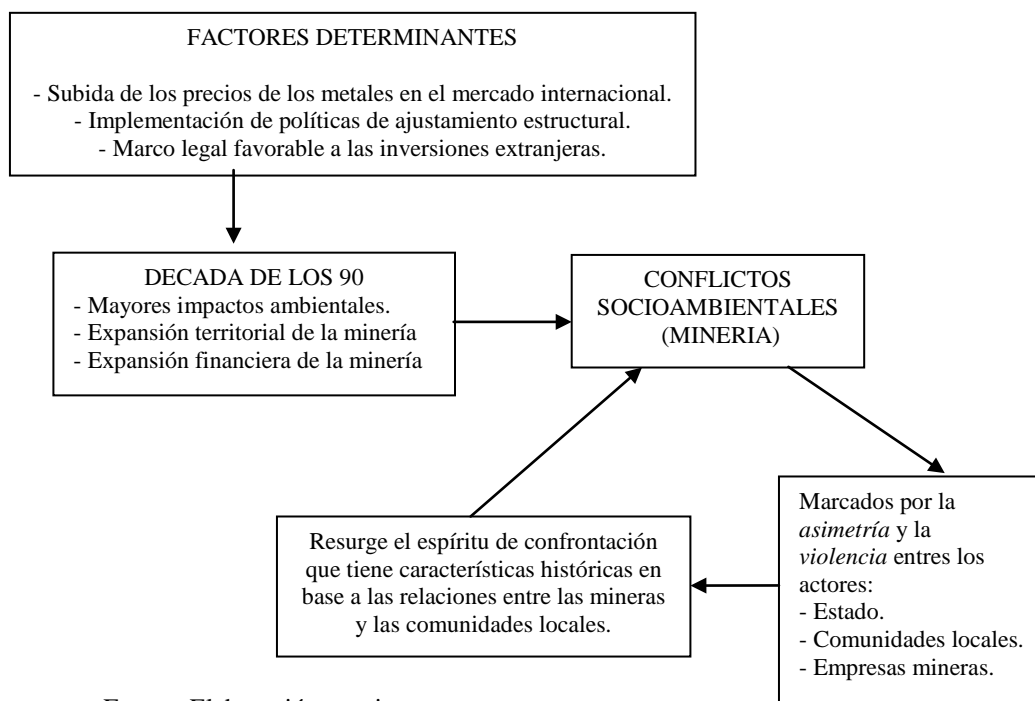 FACTORES DETERMINANTES
- Subida de los precios de los metales en el mercado internacional.
- Implementación de políticas de ajustamiento estructural.
- Marco legal favorable a las inversiones extranjeras.
DECADA DE LOS 90
- Mayores impactos ambientales.
- Expansión territorial de la minería
- Expansión financiera de la minería
CONFLICTOS
SOCIOAMBIENTALES
(MINERIA)
Marcados por la
asimetría y la
violencia entres los
actores:
- Estado.
- Comunidades locales.
- Empresas mineras.
Resurge el espíritu de confrontación
que tiene características históricas en
base a las relaciones entre las mineras
y las comunidades locales.